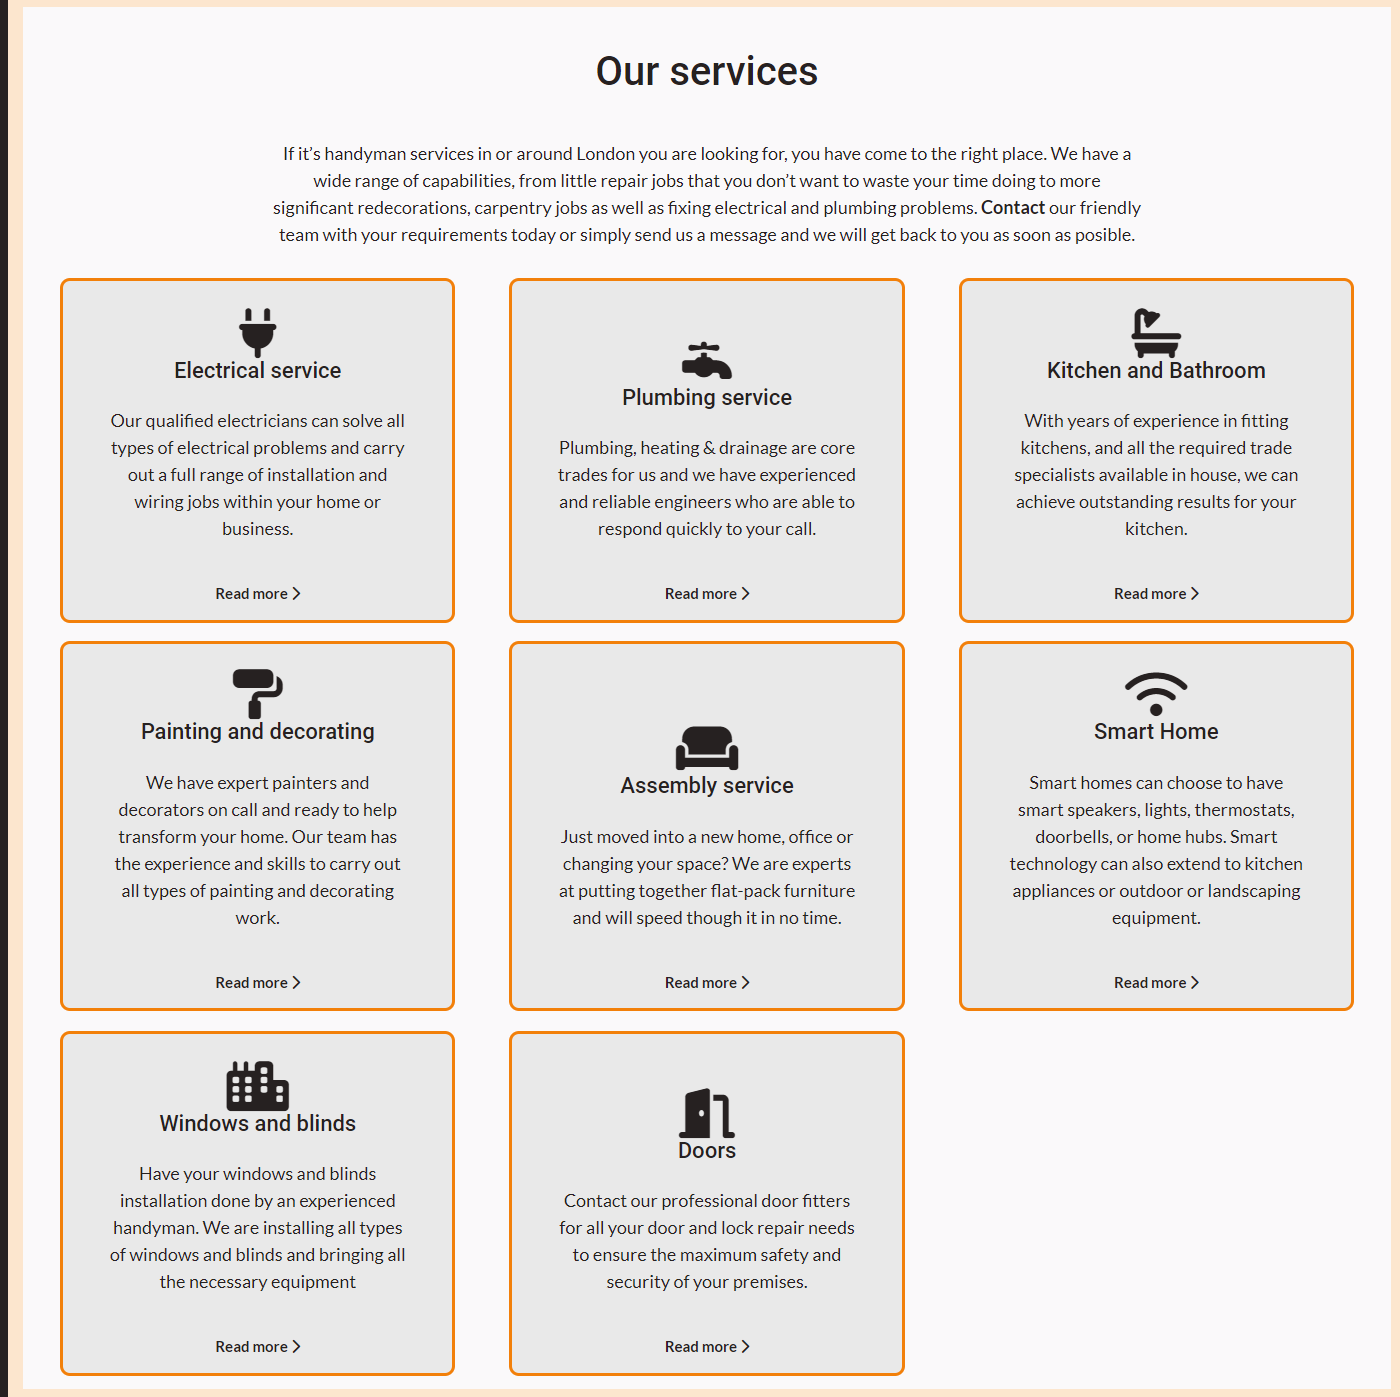 Our services
If it’s handyman services in or around London you are looking for, you have come to the right place. We have a
wide range of capabilities, from little repair jobs that you don’t want to waste your time doing to more
significant redecorations, carpentry jobs as well as fixing electrical and plumbing problems. Contact our friendly
team with your requirements today or simply send us a message and we will get back to you as soon as posible.
Electrical service
Our qualified electricians can solve all
types of electrical problems and carry
out a full range of installation and
wiring jobs within your home or
business.
Read more
Plumbing service
Plumbing, heating & drainage are core
trades for us and we have experienced
and reliable engineers who are able to
respond quickly to your call.
Read more
Kitchen and Bathroom
With years of experience in fitting
kitchens, and all the required trade
specialists available in house, we can
achieve outstanding results for your
kitchen.
Read more
Painting and decorating
We have expert painters and
decorators on call and ready to help
transform your home. Our team has
the experience and skills to carry out
all types of painting and decorating
work.
Read more
Assembly service
Just moved into a new home, office or
changing your space? We are experts
at putting together flat-pack furniture
and will speed though it in no time.
Read more
Smart Home
Smart homes can choose to have
smart speakers, lights, thermostats,
doorbells, or home hubs. Smart
technology can also extend to kitchen
appliances or outdoor or landscaping
equipment.
Read more
Windows and blinds
Have your windows and blinds
installation done by an experienced
handyman. We are installing all types
of windows and blinds and bringing all
the necessary equipment
Read more
Doors
Contact our professional door fitters
for all your door and lock repair needs
to ensure the maximum safety and
security of your premises.
Read more